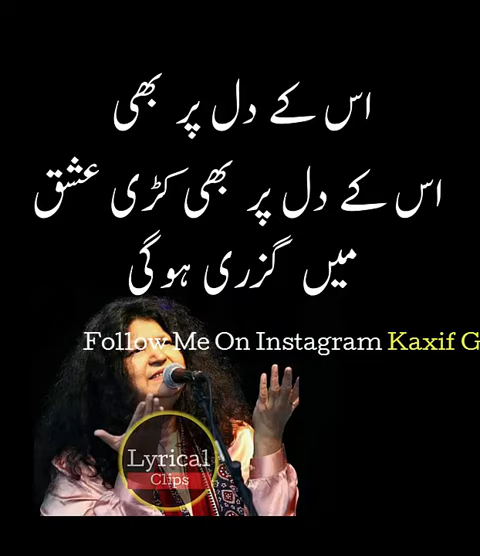 اس کے دل پر بھی
اس کے دل پر بھی کڑی عشق
میں گزری ہوگی
Follow Me On Instagram Kaxif G
Lyrical
Clips